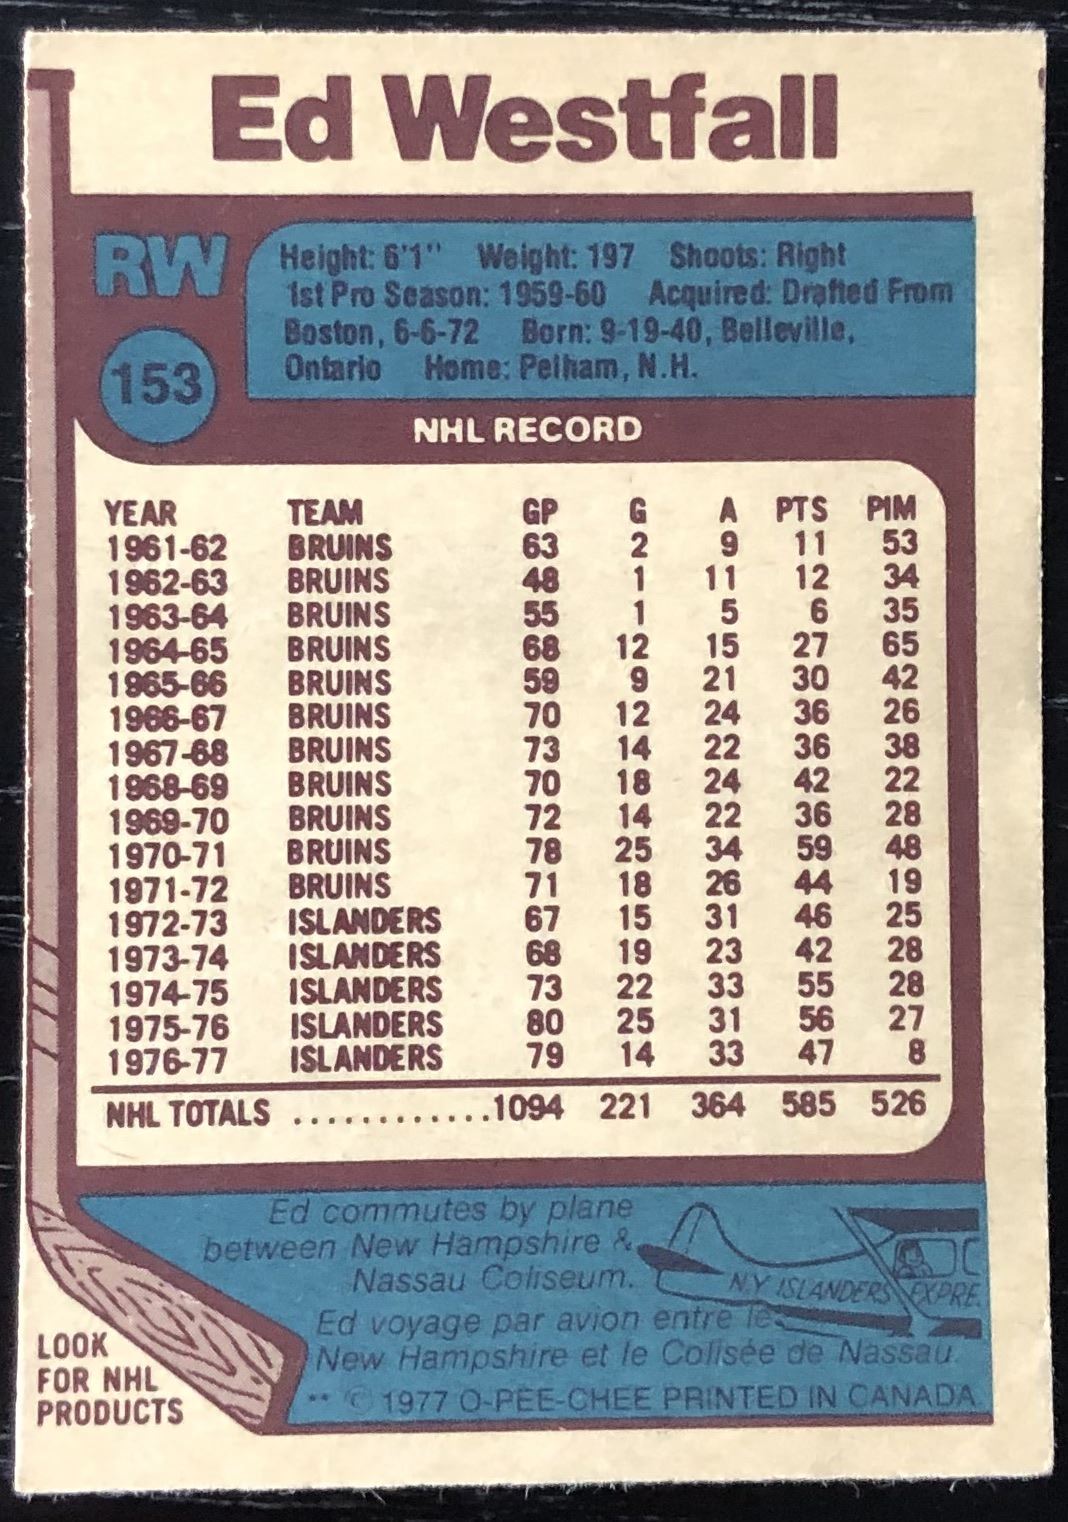 Ed Westfall
RW
153
Height: 6'1" Weight: 197 Shoots: Right
1st Pro Season: 1959-60 Acquired: Drafted From
Boston, 6-6-72 Born: 9-19-40, Belleville,
Ontario Home: Pelham, N.H.
NHL RECORD
YEAR TEAM GP G A PTS PIM
1961-62 BRUINS 63 2 9 11 53
1962-63 BRUINS 48 1 11 12 34
1963-64 BRUINS 55 1 5 6 35
1964-65 BRUINS 68 12 15 27 65
1965-66 BRUINS 59 9 21 30 42
1966-67 BRUINS 70 12 24 36 26
1967-68 BRUINS 73 14 22 36 38
1968-69 BRUINS 70 18 24 42 22
1969-70 BRUINS 72 14 22 36 28
1970-71 BRUINS 78 25 34 59 48
1971-72 BRUINS 71 18 26 44 19
1972-73 ISLANDERS 67 15 31 46 25
1973-74 ISLANDERS 68 19 23 42 28
1974-75 ISLANDERS 73 22 33 55 28
1975-76 ISLANDERS 80 25 31 56 27
1976-77 ISLANDERS 79 14 33 47 8
NHL TOTALS ............1094 221 364 585 526
Ed commutes by plane
between New Hampshire &
Nassau Coliseum.
N.Y. ISLANDERS EXPRE
Ed voyage par avion entre le
New Hampshire et le Colisée de Nassau.
** © 1977 O-PEE-CHEE PRINTED IN CANADA
LOOK
FOR NHL
PRODUCTS